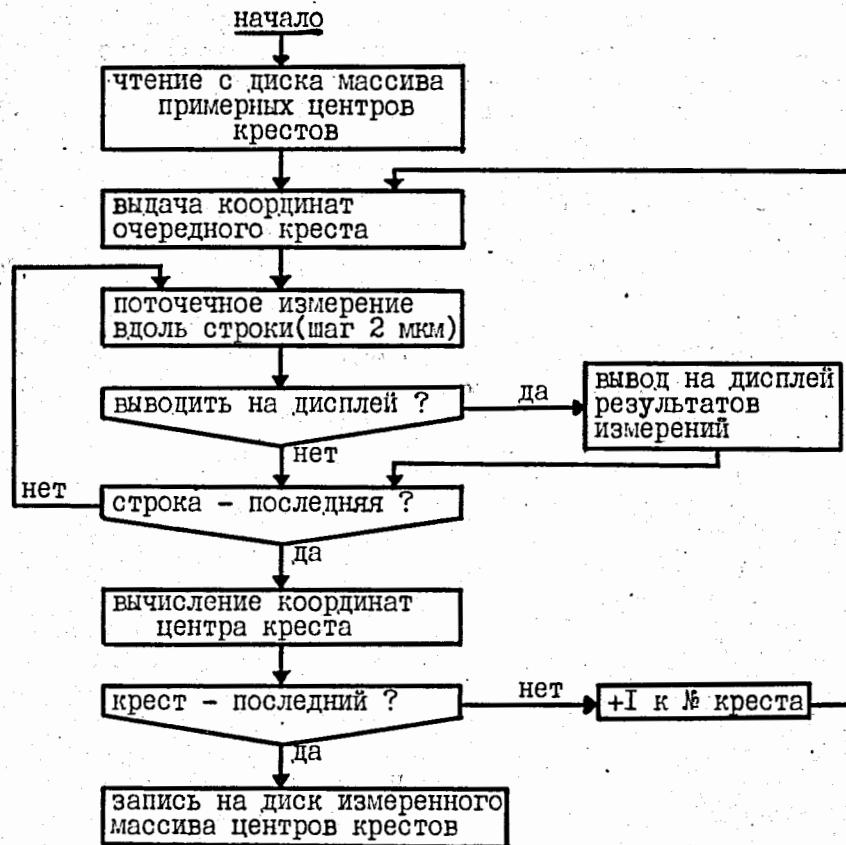 начало
чтение с диска массива
примерных центров
крестов
выдача координат
очередного креста
поточечное измерение
вдоль строки(шаг 2 мкм)
выводить на дисплей ?
да
вывод на дисплей
результатов
измерений
нет
нет
строка - последняя ?
да
вычисление координат
центра креста
крест - последний ?
нет
+I к № креста
да
запись на диск измеренного
массива центров крестов